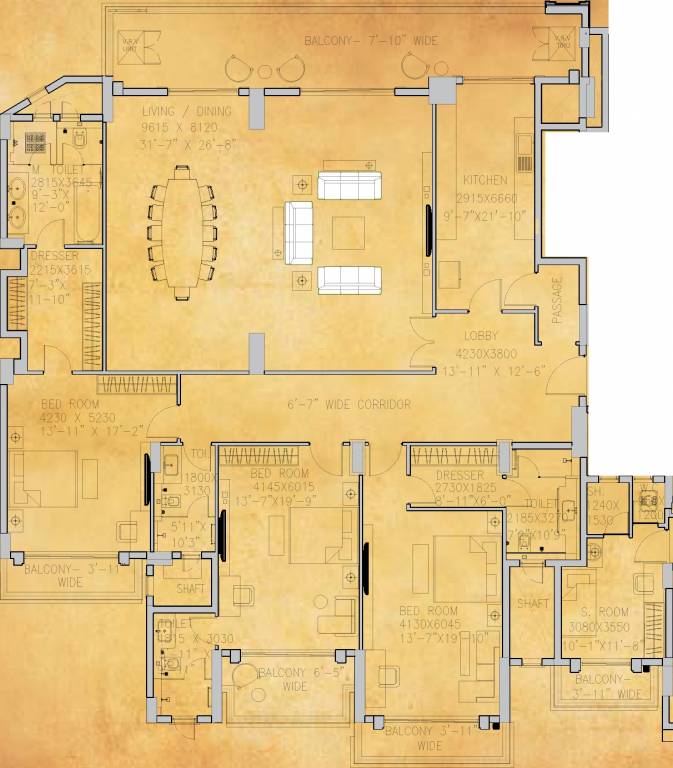 BALCONY- 7'-10" WIDE
V.R.V
UNIT
V.R.V
UNIT
LIVING / DINING
9615 X 8120
31'-7" X 26'-8"
M. TOILET
2815X3645
9'-3"X
12'-0"
KITCHEN
2915X6660
9'-7"X21'-10"
DRESSER
2215X3615
7'-3"X
11-10"
PASSAGE
LOBBY
4230X3800
13'-11" X 12'-6"
BED ROOM
4230 X 5230
13'-11" X 17'-2"
6'-7" WIDE CORRIDOR
TOI.
1800X
3130
5'11"X
10'3"
BED ROOM
4145X6015
13'-7"X19'-9"
DRESSER
2730X1825
8'-11"X6'-0"
TOILET
2185X3270
7'2"X10'9"
SH.
1240X
1530
1200
BALCONY- 3'-11"
WIDE
SHAFT
TOILET
X 3030
BED ROOM
4130X6045
13'-7"X19'-10"
SHAFT
S. ROOM
3080X3550
10'-1"X11'-8"
BALCONY 6'-5"
WIDE
BALCONY-
3'-11" WIDE
BALCONY 3'-11"
WIDE